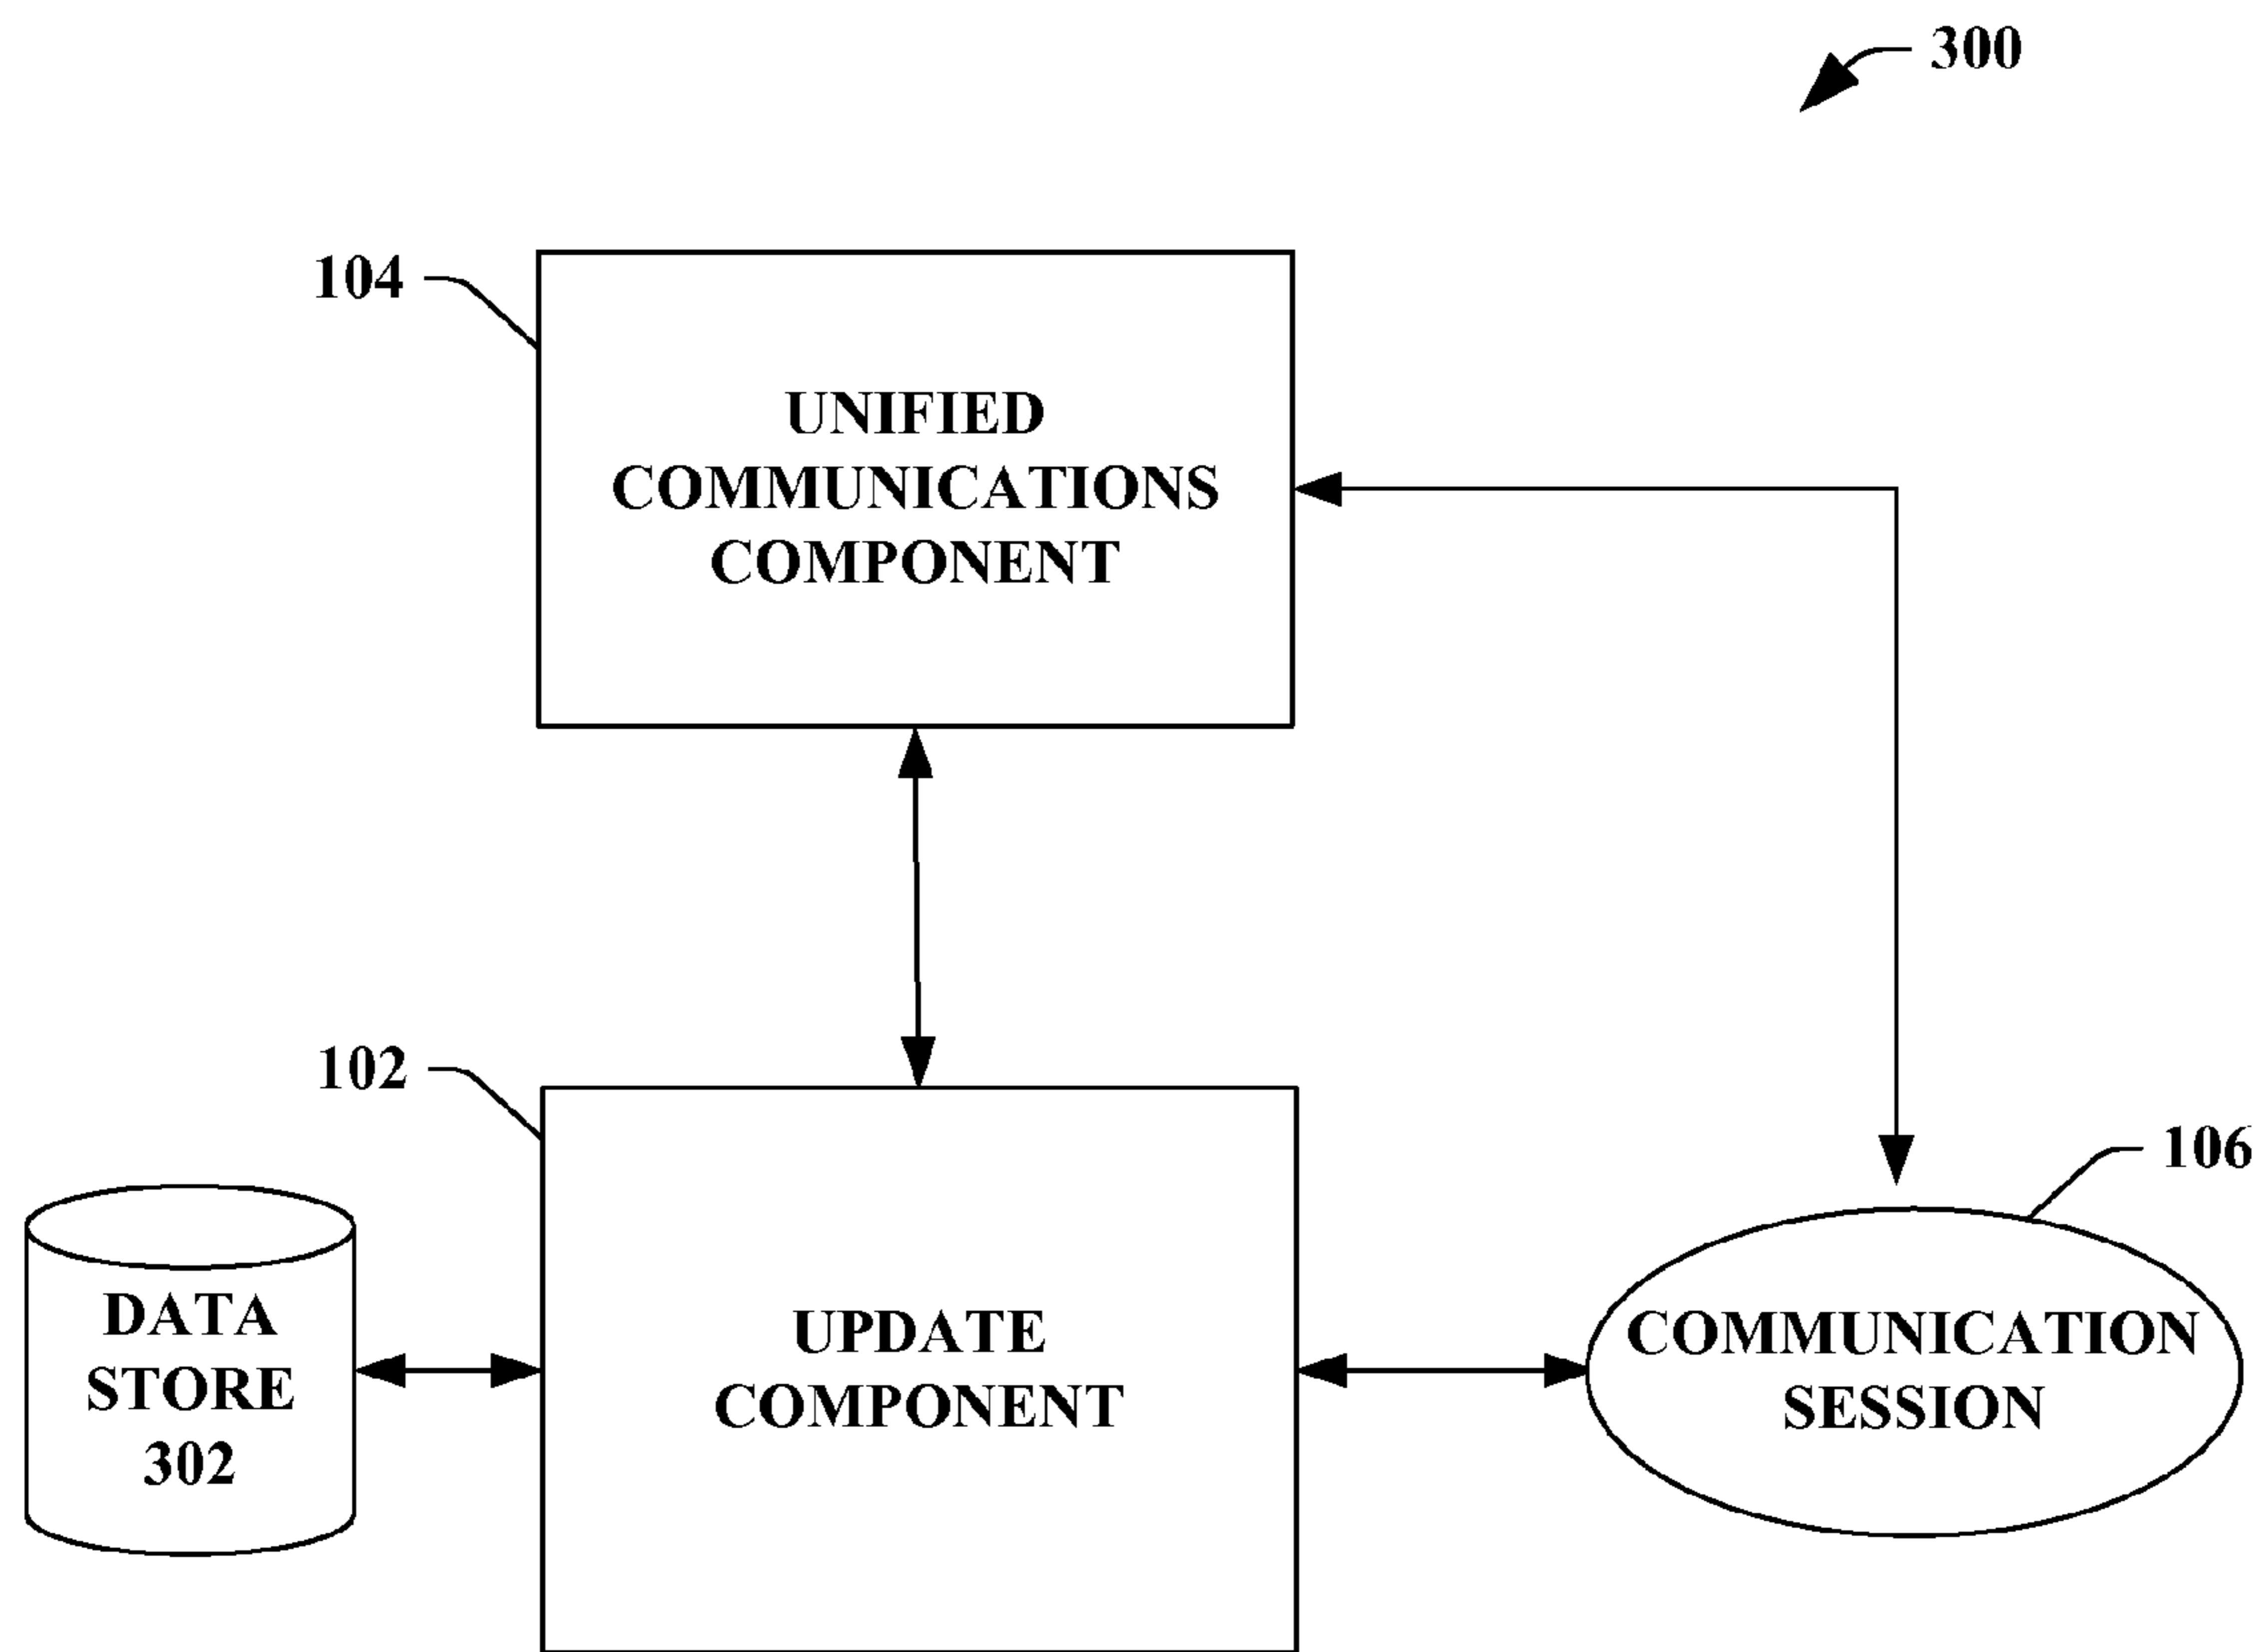 300
104
UNIFIED
COMMUNICATIONS
COMPONENT
102
106
DATA
STORE
302
UPDATE
COMPONENT
COMMUNICATION
SESSION